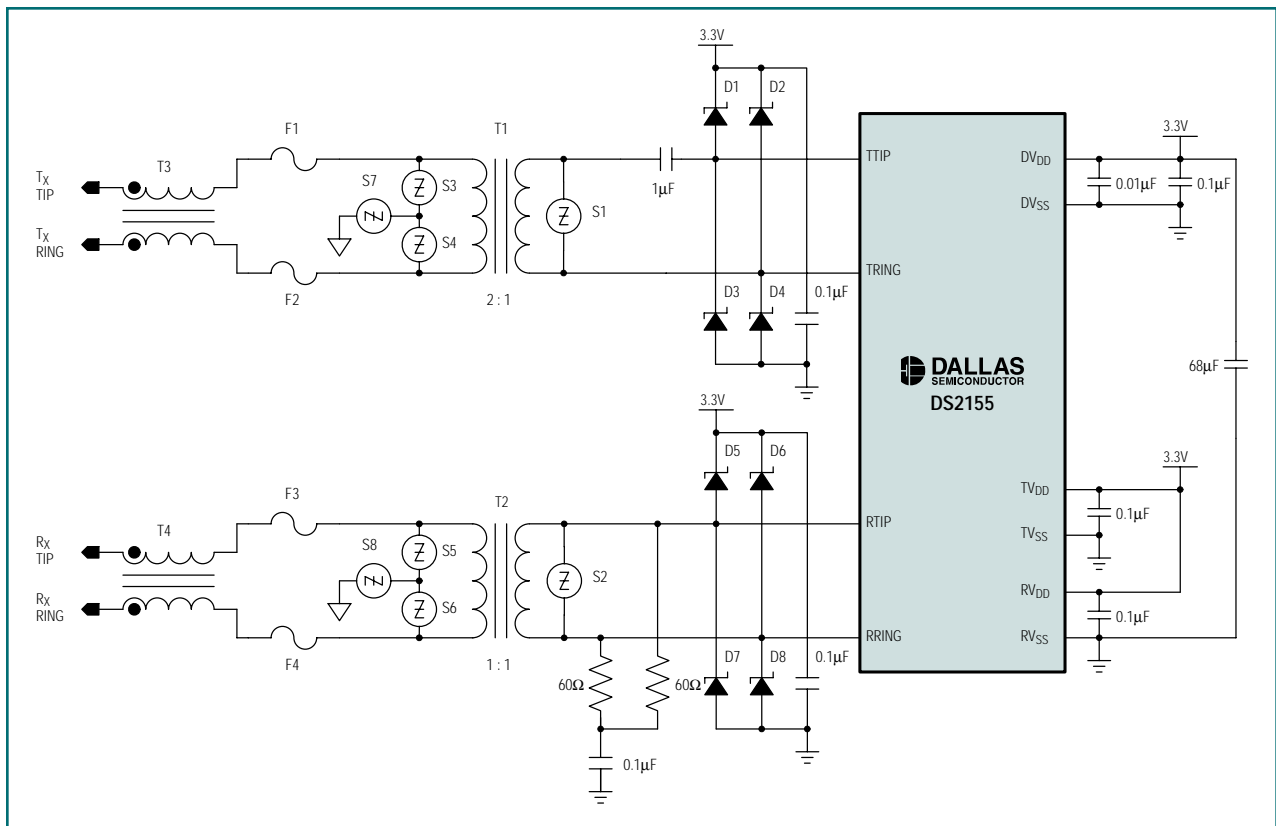 3.3V
D1
D2
F1
T1
T3
TX
TIP
S7
S3
S1
1µF
TX
RING
S4
F2
2 : 1
D3
D4
0.1µF
TTIP
TRING
DALLAS
SEMICONDUCTOR
DS2155
DVDD
DVSS
3.3V
0.01µF
0.1µF
68µF
3.3V
TVDD
0.1µF
TVSS
RVDD
0.1µF
RVSS
3.3V
D5
D6
F3
T2
T4
RX
TIP
S8
S5
S2
RX
RING
S6
F4
1 : 1
60Ω
60Ω
D7
D8
0.1µF
0.1µF
RTIP
RRING